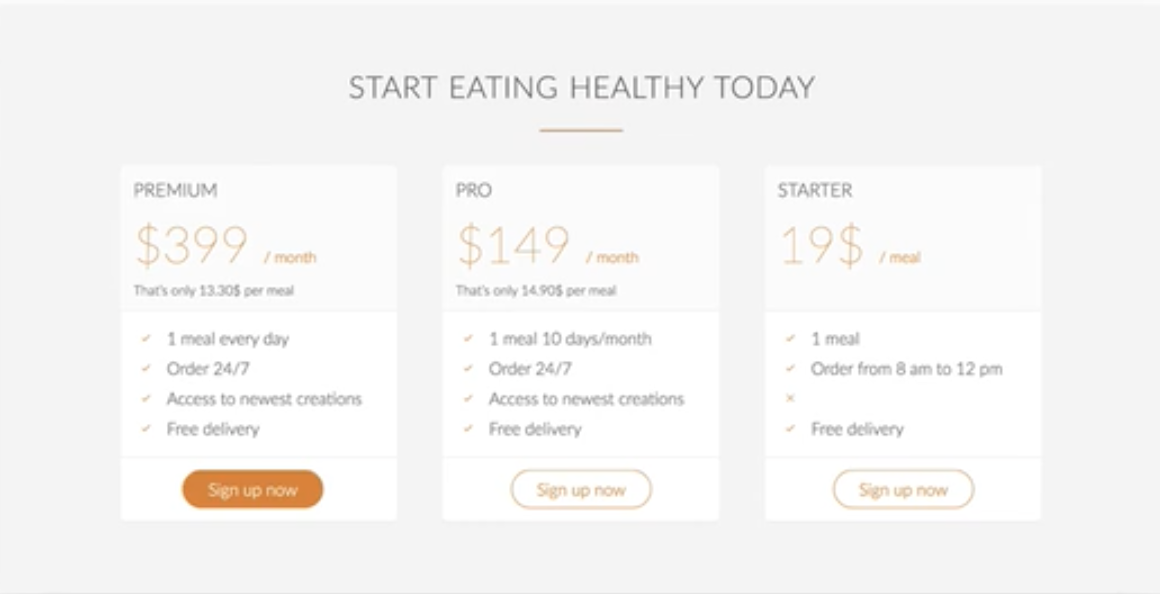 START EATING HEALTHY TODAY
PREMIUM
$399 / month
That's only 13.30$ per meal
1 meal every day
Order 24/7
Access to newest creations
Free delivery
Sign up now
PRO
$149 / month
That's only 14.90$ per meal
1 meal 10 days/month
Order 24/7
Access to newest creations
Free delivery
Sign up now
STARTER
19$ / meal
1 meal
Order from 8 am to 12 pm
Free delivery
Sign up now